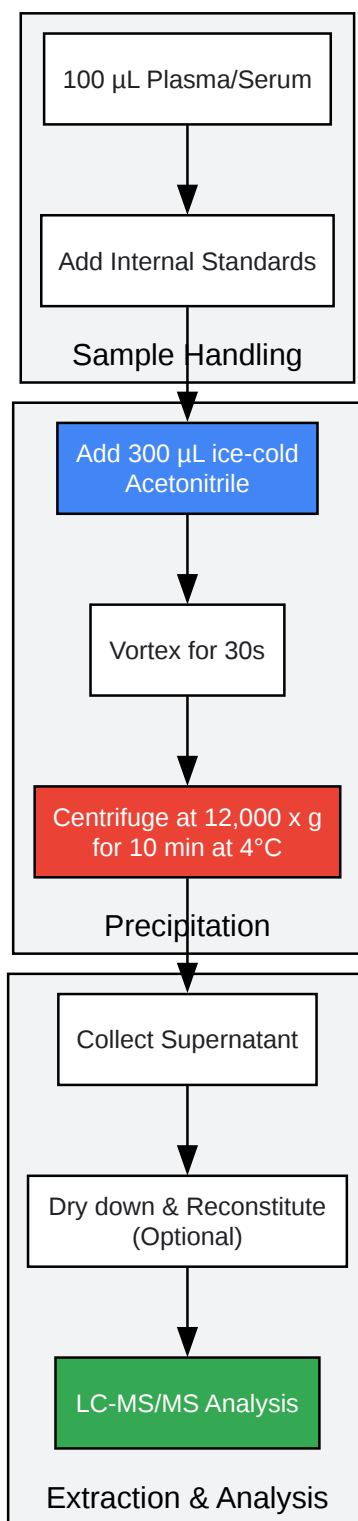 100 µL Plasma/Serum
Add Internal Standards
Sample Handling
Add 300 µL ice-cold
Acetonitrile
Vortex for 30s
Centrifuge at 12,000 x g
for 10 min at 4°C
Precipitation
Collect Supernatant
Dry down & Reconstitute
(Optional)
LC-MS/MS Analysis
Extraction & Analysis